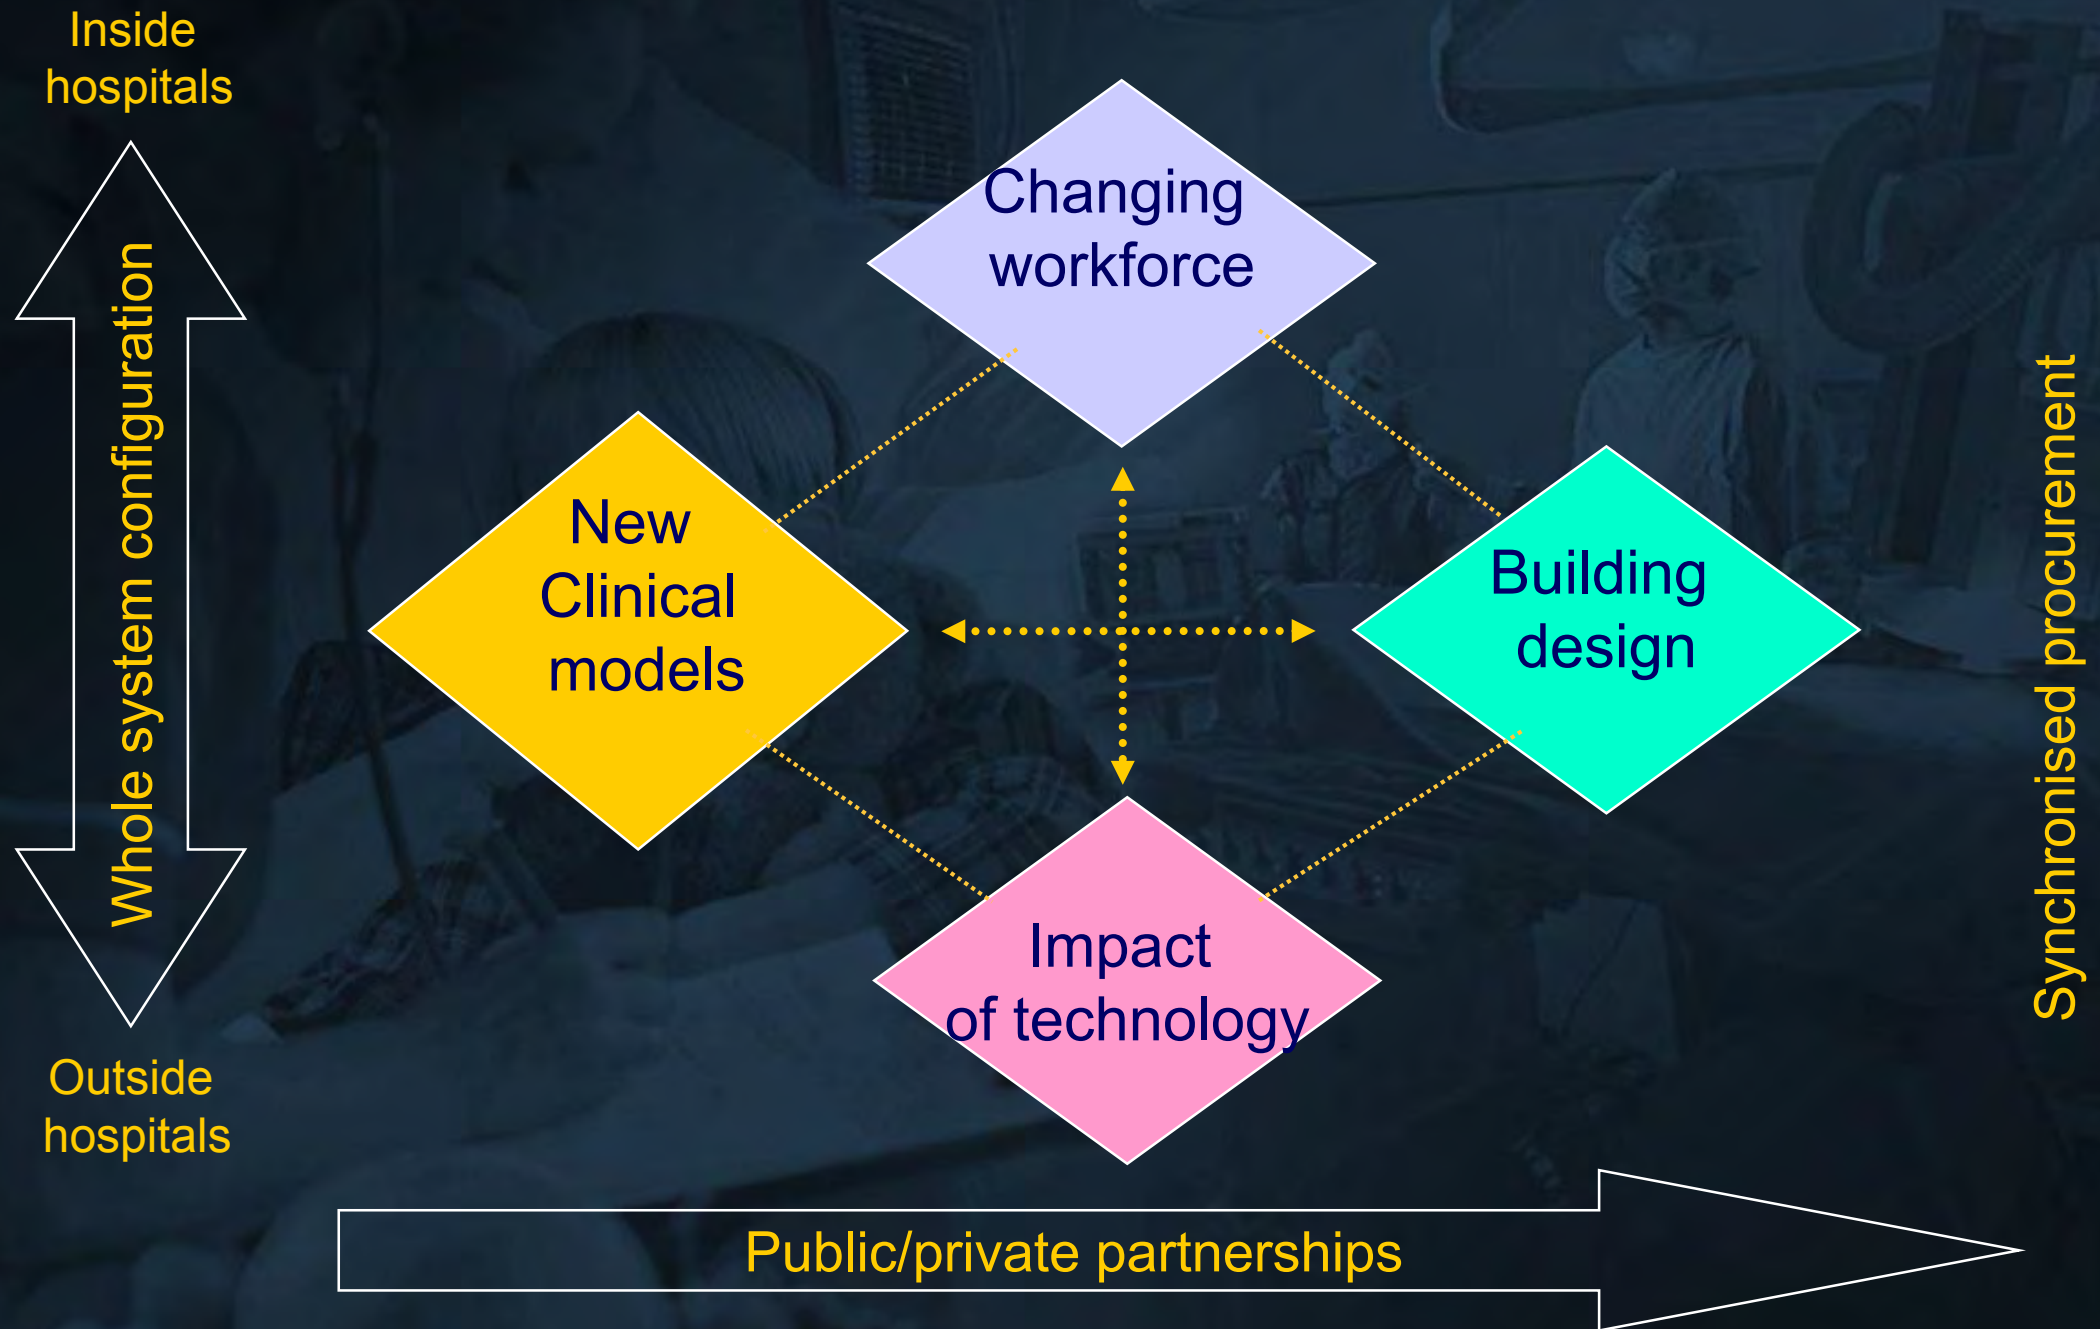 Inside
hospitals
Whole system configuration
Outside
hospitals
Changing
workforce
New
Clinical
models
Building
design
Impact
of technology
Synchronised procurement
Public/private partnerships